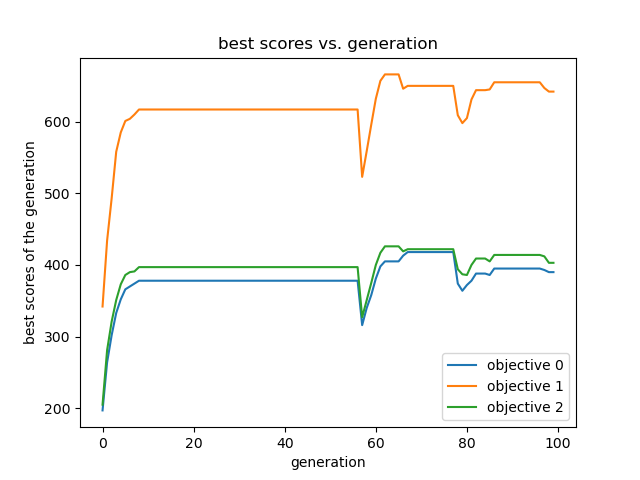 best scores vs. generation
best scores of the generation
600
500
400
300
200
0
20
40
60
80
100
generation
objective 0
objective 1
objective 2